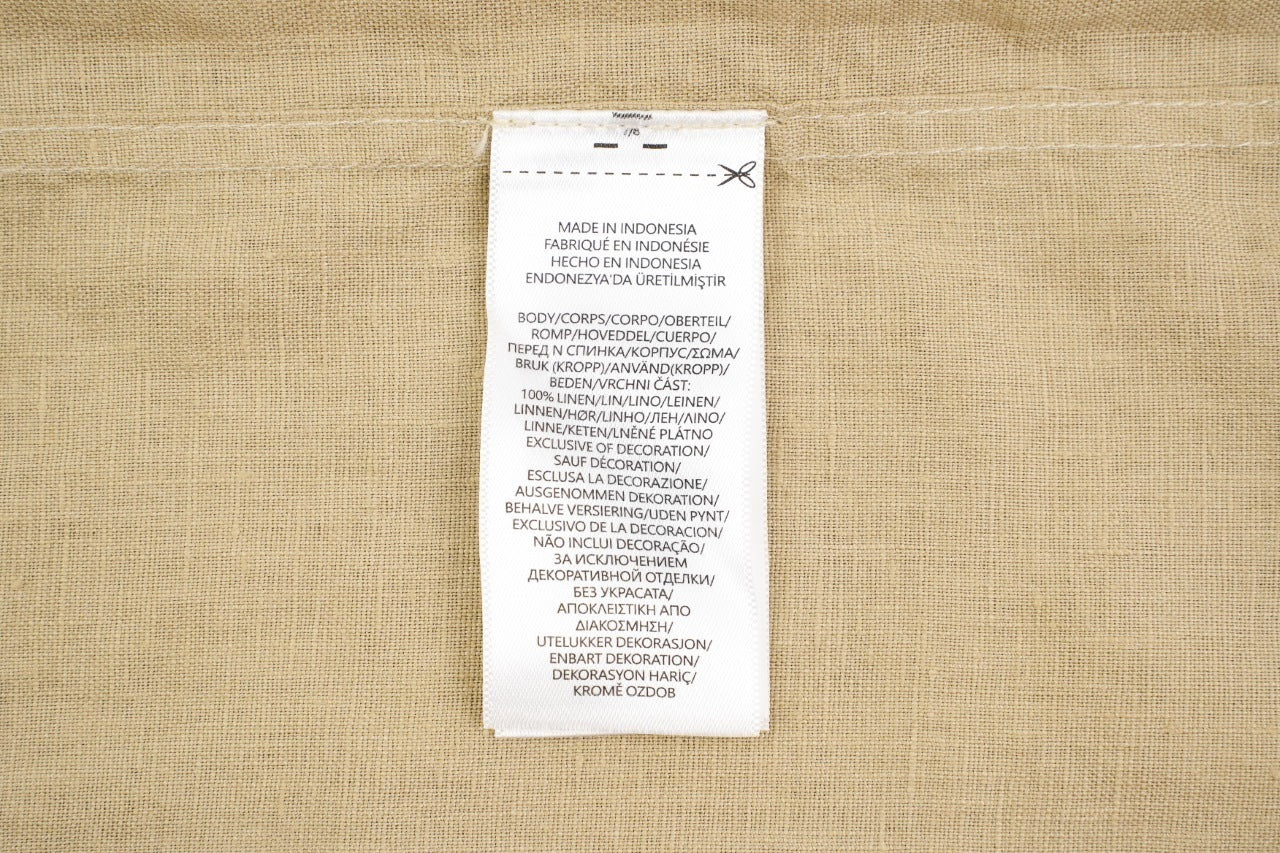 MADE IN INDONESIA
FABRIQUÉ EN INDONÉSIE
HECHO EN INDONESIA
ENDONEZYA'DA ÜRETİLMİŞTİR
BODY/CORPS/CORPO/OBERTEIL/
ROMP/HOVEDDEL/CUERPO/
ПЕРЕД N СПИНКА/КОРПУС/ΣΩΜΑ/
BRUK (KROPP)/ANVÄND(KROPP)/
BEDEN/VRCHNI ČÁST:
100% LINEN/LIN/LINO/LEINEN/
LINNEN/HØR/LINHO/ЛЕН/ΛΙΝΟ/
LINNE/KETEN/LNĚNÉ PLÁTNO
EXCLUSIVE OF DECORATION/
SAUF DÉCORATION/
ESCLUSA LA DECORAZIONE/
AUSGENOMMEN DEKORATION/
BEHALVE VERSIERING/UDEN PYNT/
EXCLUSIVO DE LA DECORACION/
NÃO INCLUI DECORAÇÃO/
ЗА ИСКЛЮЧЕНИЕМ
ДЕКОРАТИВНОЙ ОТДЕЛКИ/
БЕЗ УКРАСАТА/
ΑΠΟΚΛΕΙΣΤΙΚΗ ΑΠΟ
ΔΙΑΚΟΣΜΗΣΗ/
UTELUKKER DEKORASJON/
ENBART DEKORATION/
DEKORASYON HARİÇ/
KROMĚ OZDOB